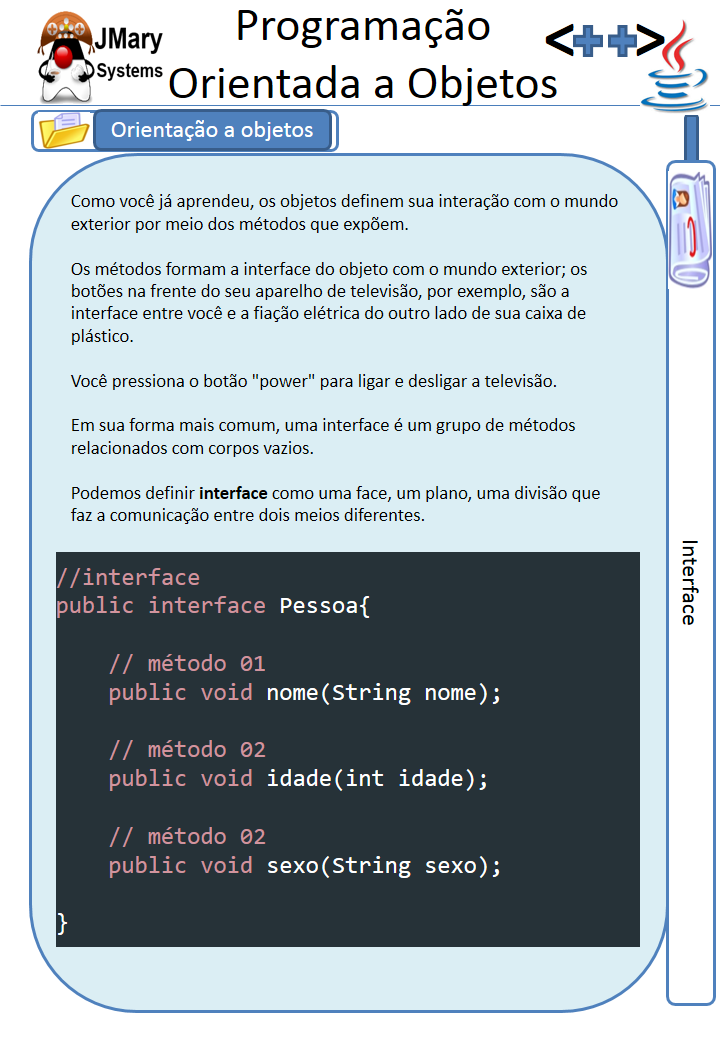 JMary
Systems
Programação
Orientada a Objetos
<++>
Orientação a objetos
Como você já aprendeu, os objetos definem sua interação com o mundo
exterior por meio dos métodos que expõem.
Os métodos formam a interface do objeto com o mundo exterior; os
botões na frente do seu aparelho de televisão, por exemplo, são a
interface entre você e a fiação elétrica do outro lado de sua caixa de
plástico.
Você pressiona o botão "power" para ligar e desligar a televisão.
Em sua forma mais comum, uma interface é um grupo de métodos
relacionados com corpos vazios.
Podemos definir interface como uma face, um plano, uma divisão que
faz a comunicação entre dois meios diferentes.
//interface
public interface Pessoa{
// método 01
public void nome(String nome);
// método 02
public void idade(int idade);
// método 02
public void sexo(String sexo);
}
Interface